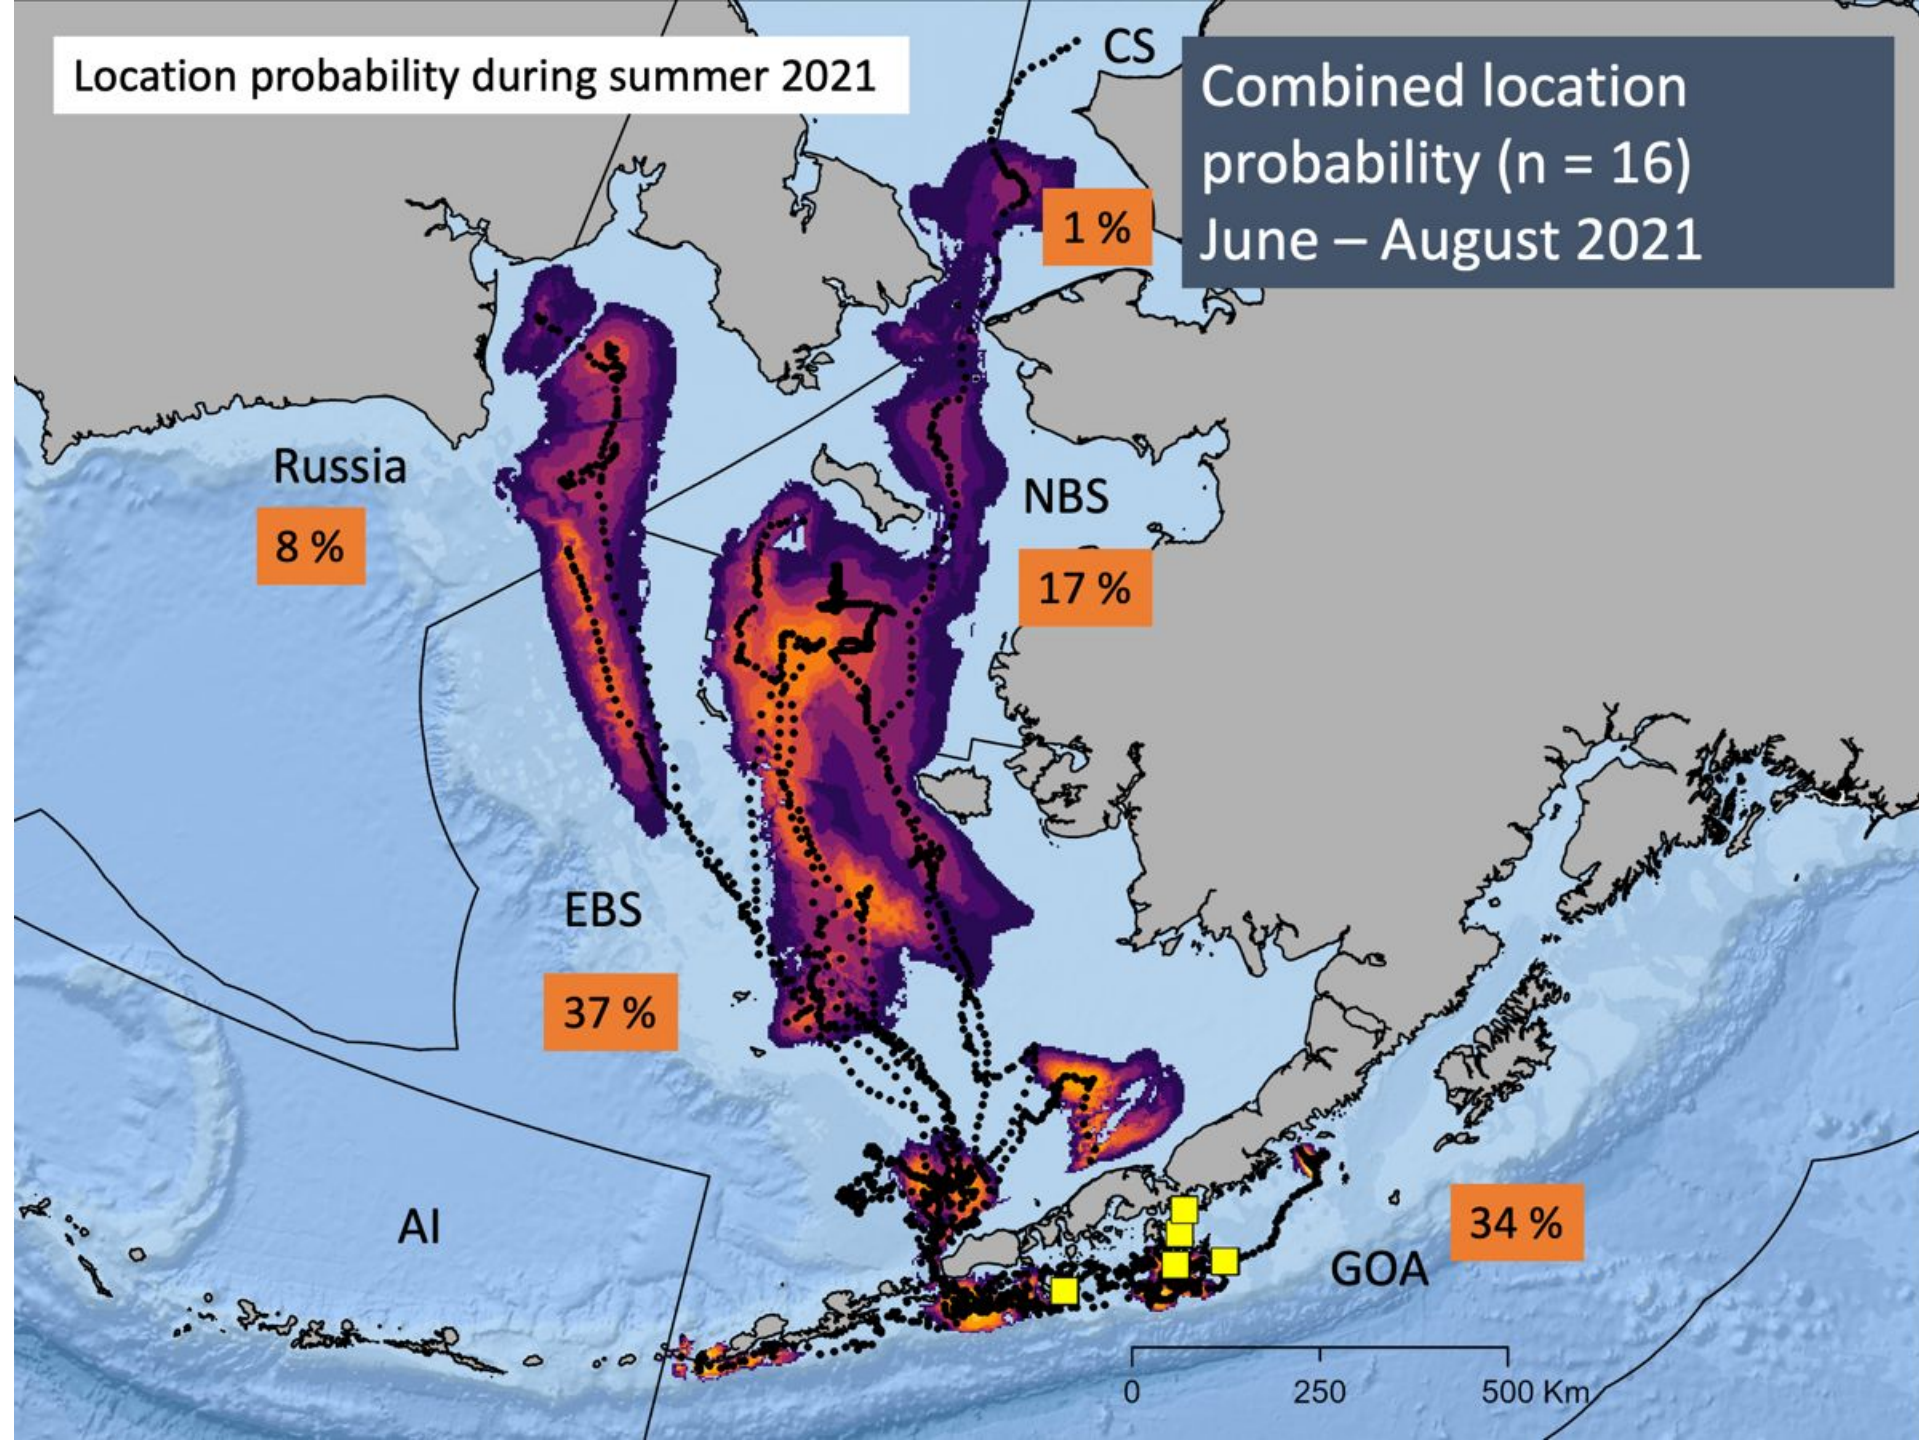 Location probability during summer 2021
CS
Combined location
probability (n = 16)
June – August 2021
1 %
Russia
8 %
NBS
17 %
EBS
37 %
AI
34 %
GOA
0 250 500 Km